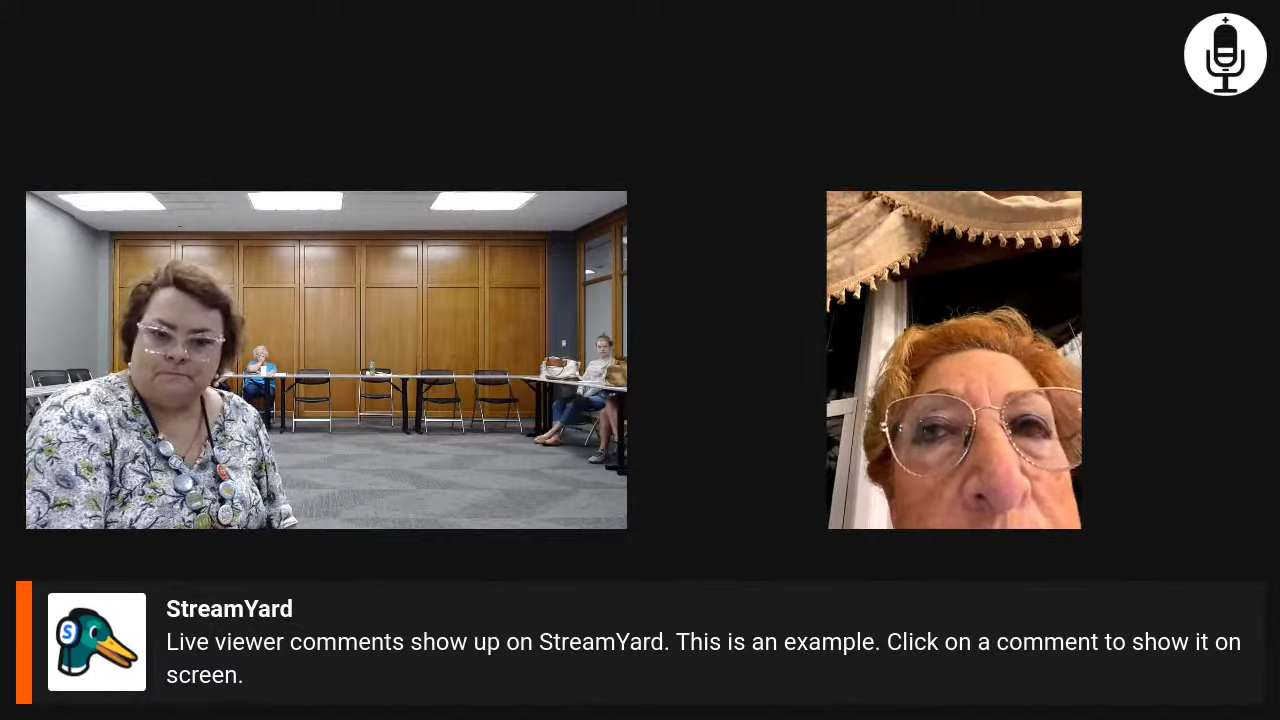 StreamYard
Live viewer comments show up on StreamYard. This is an example. Click on a comment to show it on
screen.
S